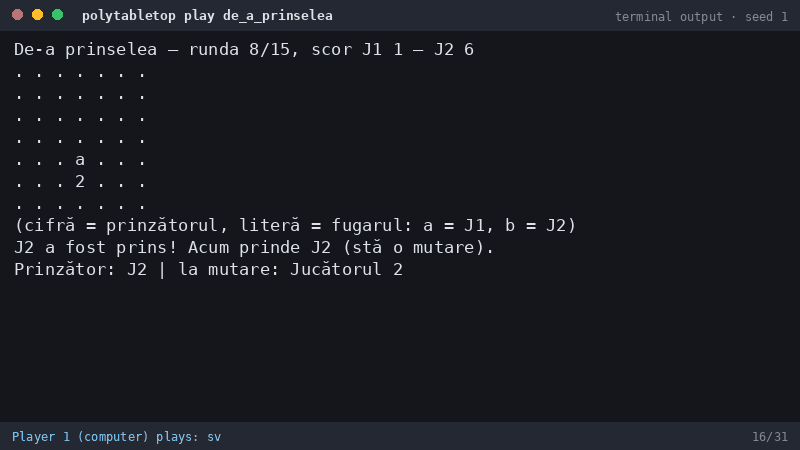 polytabletop play de_a_prinselea
terminal output · seed 1
De-a prinselea — runda 8/15, scor J1 1 — J2 6
. . . . . . .
. . . . . . .
. . . . . . .
. . . . . . .
. . . a . . .
. . . 2 . . .
. . . . . . .
(cifră = prinzătorul, literă = fugarul: a = J1, b = J2)
J2 a fost prins! Acum prinde J2 (stă o mutare).
Prinzător: J2 | la mutare: Jucătorul 2
Player 1 (computer) plays: sv
16/31